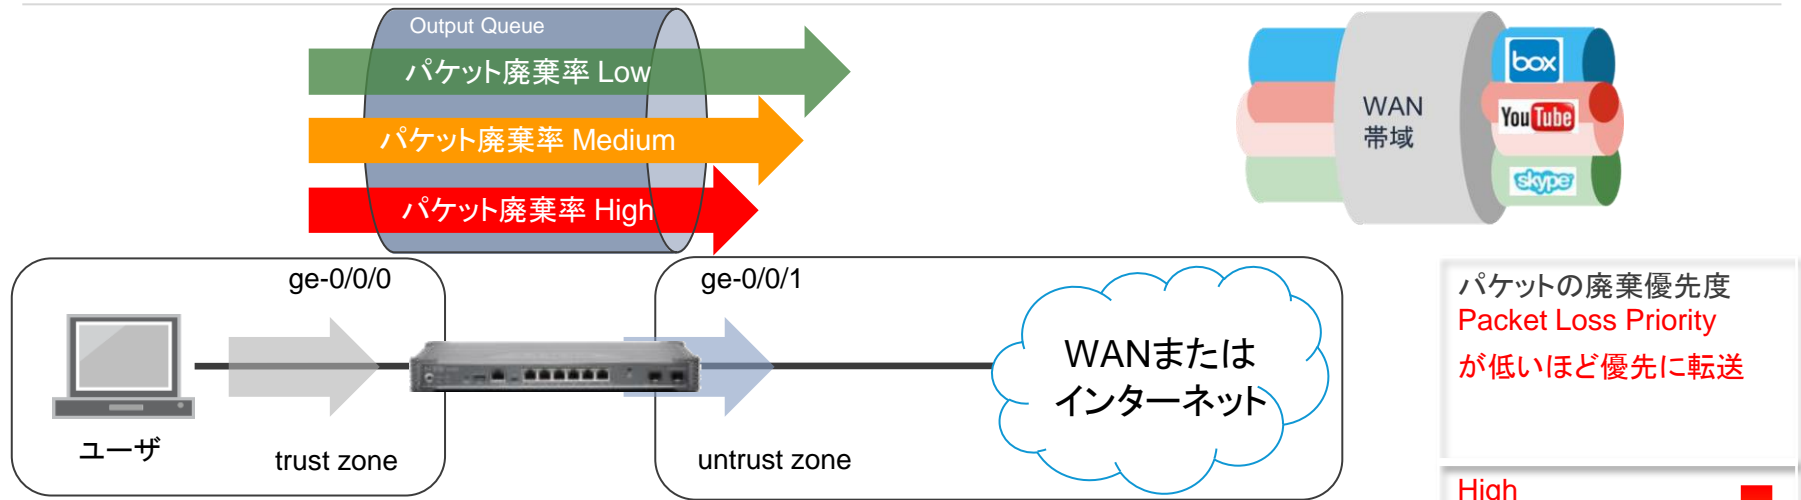 Output Queue
パケット廃棄率 Low
パケット廃棄率 Medium
パケット廃棄率 High
WAN
帯域
box
You Tube
skype
ge-0/0/0
ge-0/0/1
ユーザ
trust zone
untrust zone
WANまたは
インターネット
パケットの廃棄優先度
Packet Loss Priority
が低いほど優先に転送
High